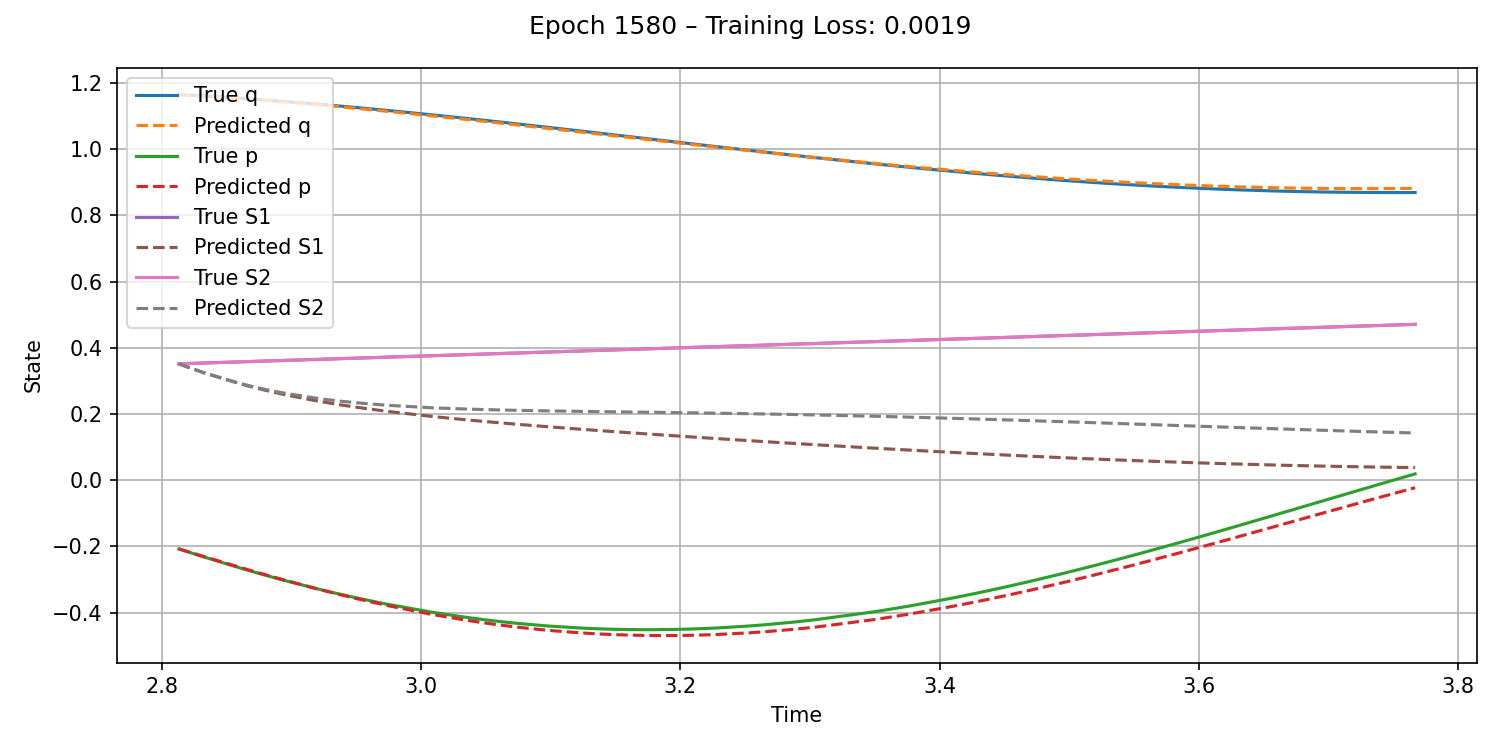 Epoch 1580 – Training Loss: 0.0019
1.2
1.0
0.8
0.6
0.4
0.2
0.0
−0.2
−0.4
State
True q
Predicted q
True p
Predicted p
True S1
Predicted S1
True S2
Predicted S2
2.8 3.0 3.2 3.4 3.6 3.8
Time